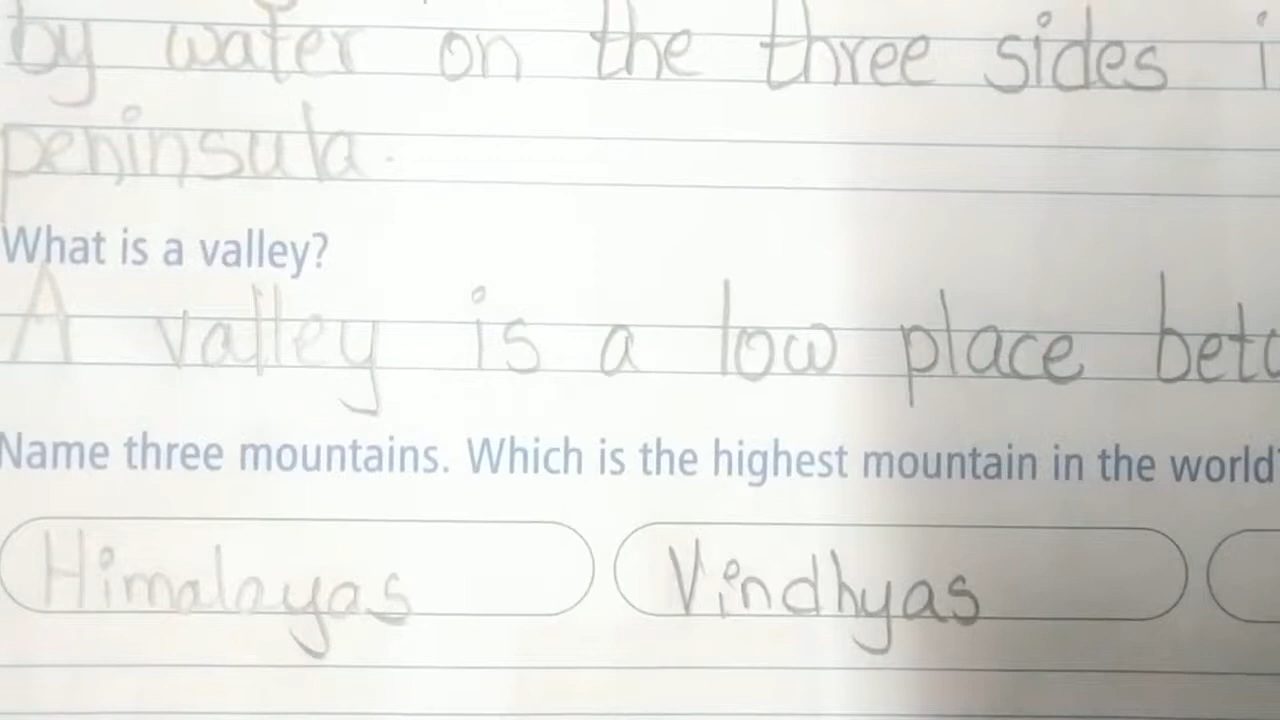 by water on the three sides i
peninsula.
What is a valley?
A valley is a low place
Name three mountains. Which is the highest mountain in the world
Himalayas Vindhyas